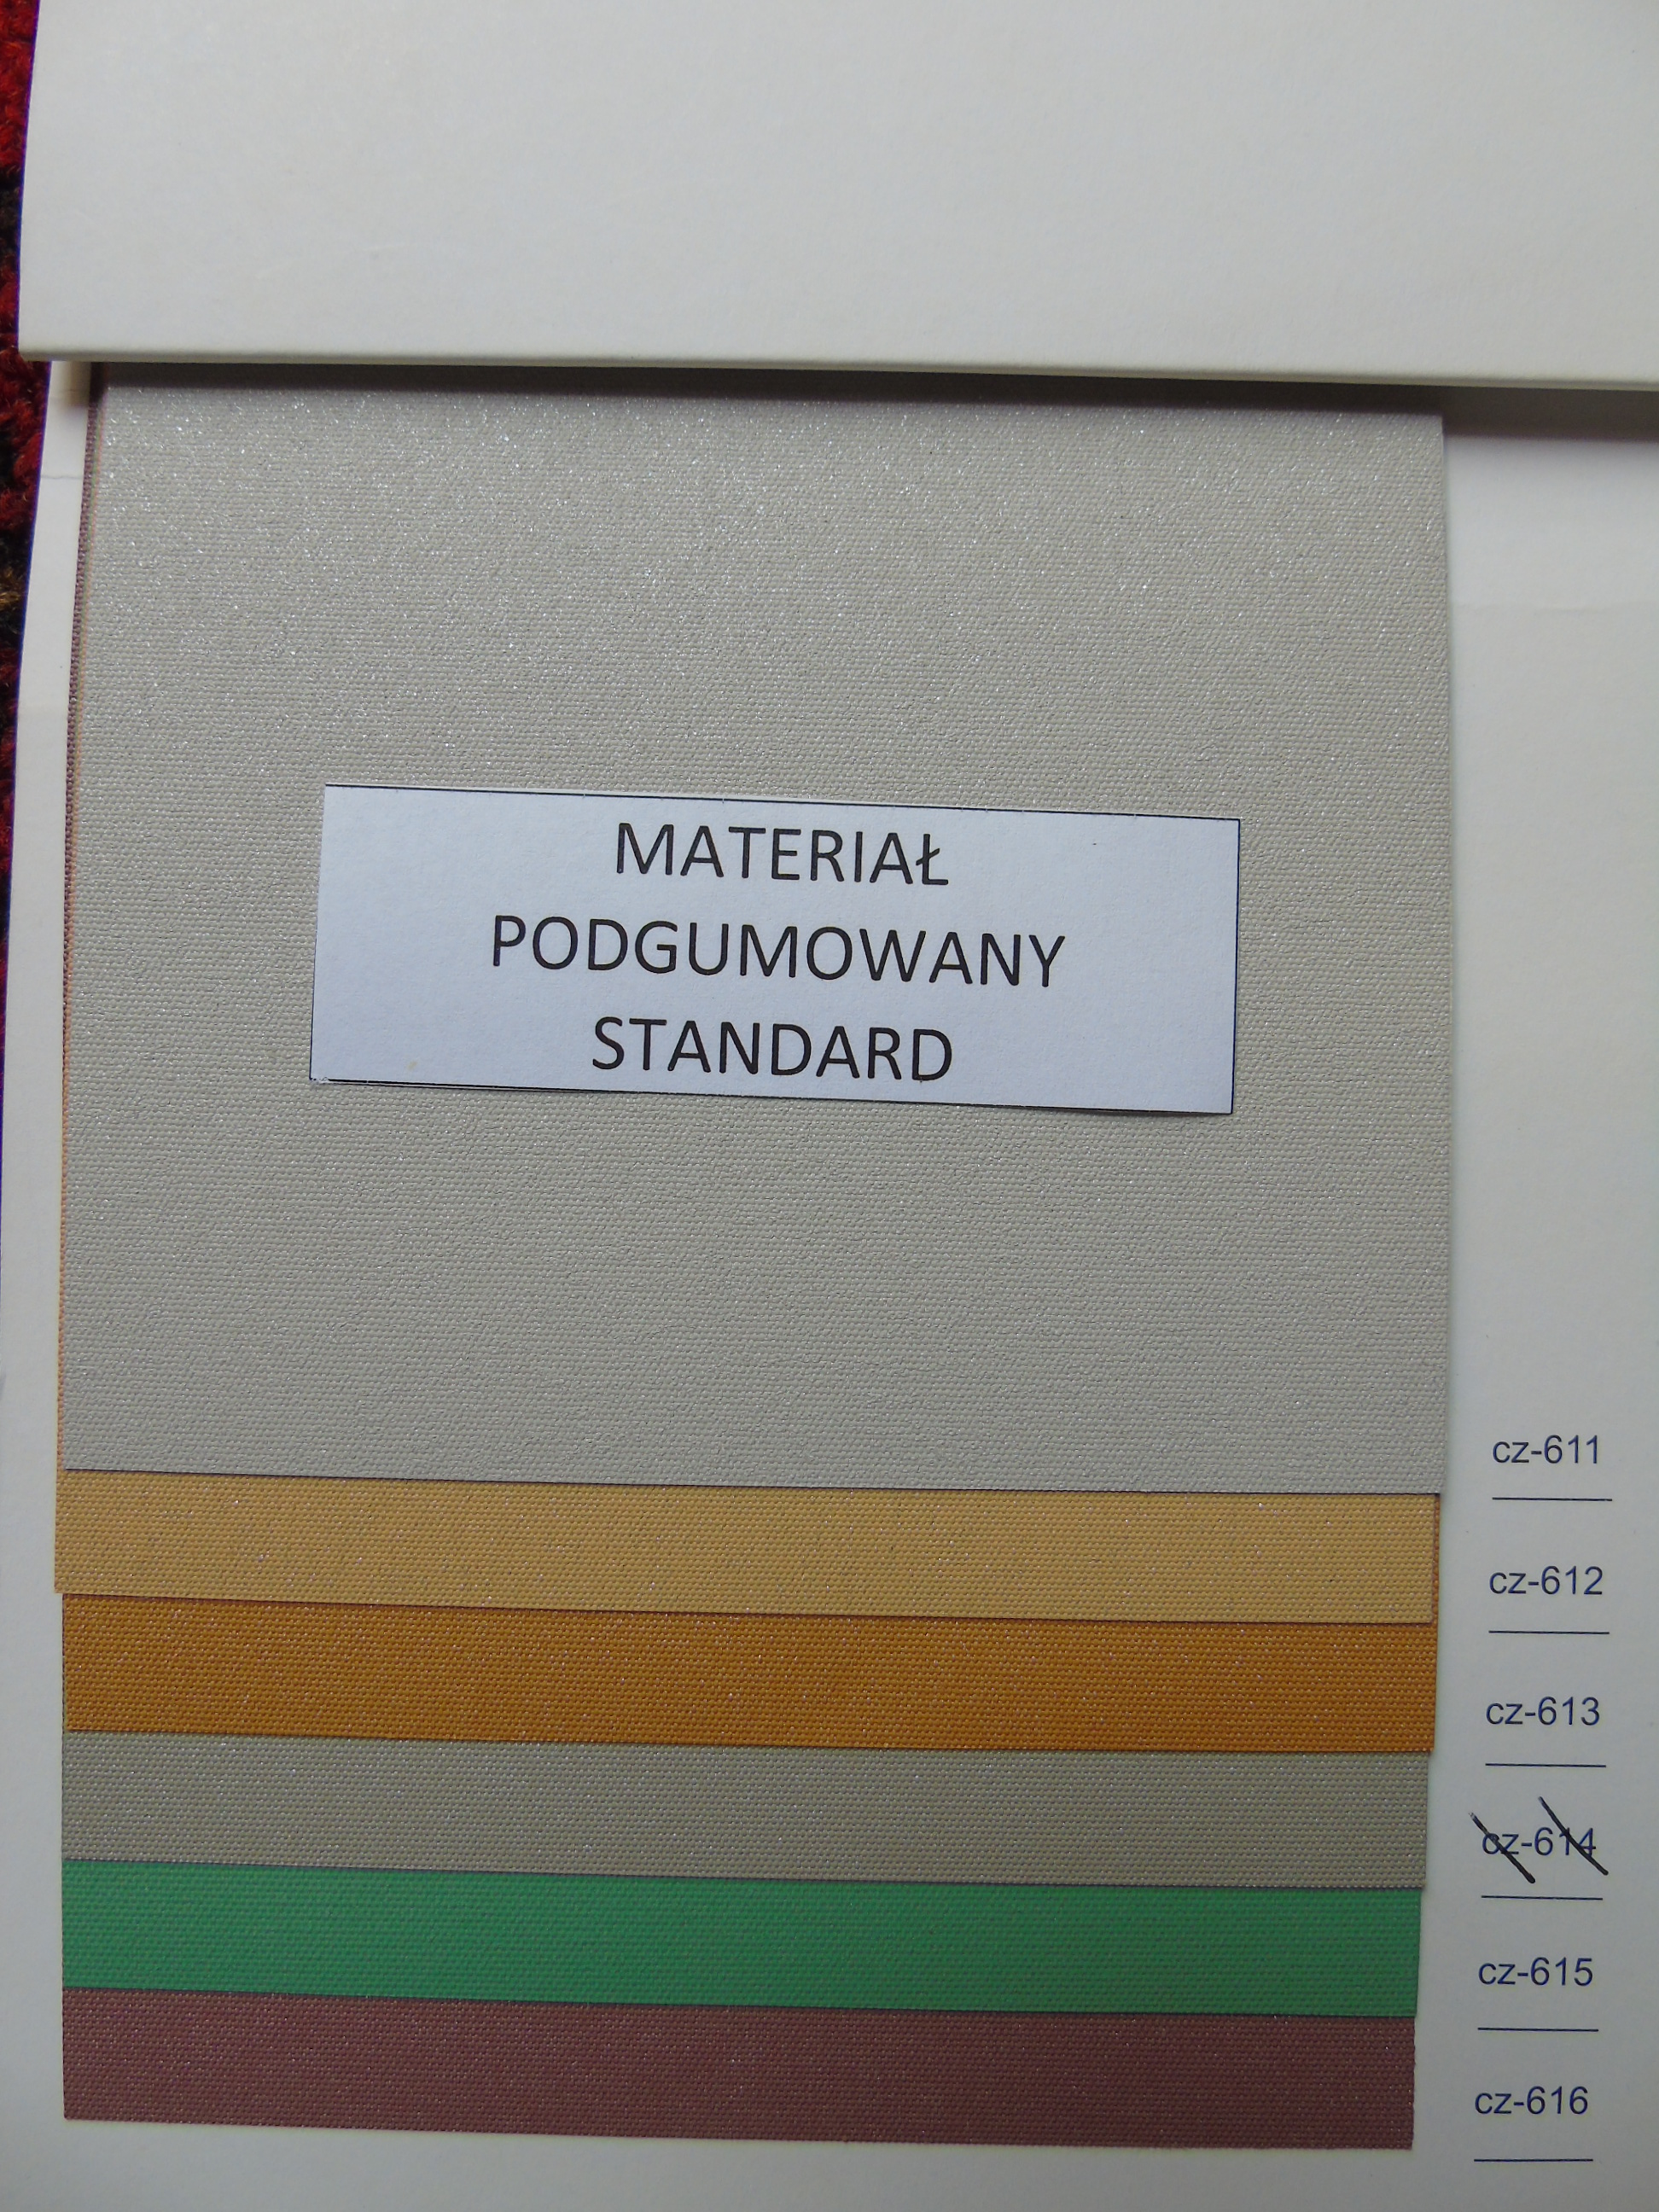 MATERIAŁ
PODGUMOWANY
STANDARD
cz-611
cz-612
cz-613
cz-614
cz-615
cz-616